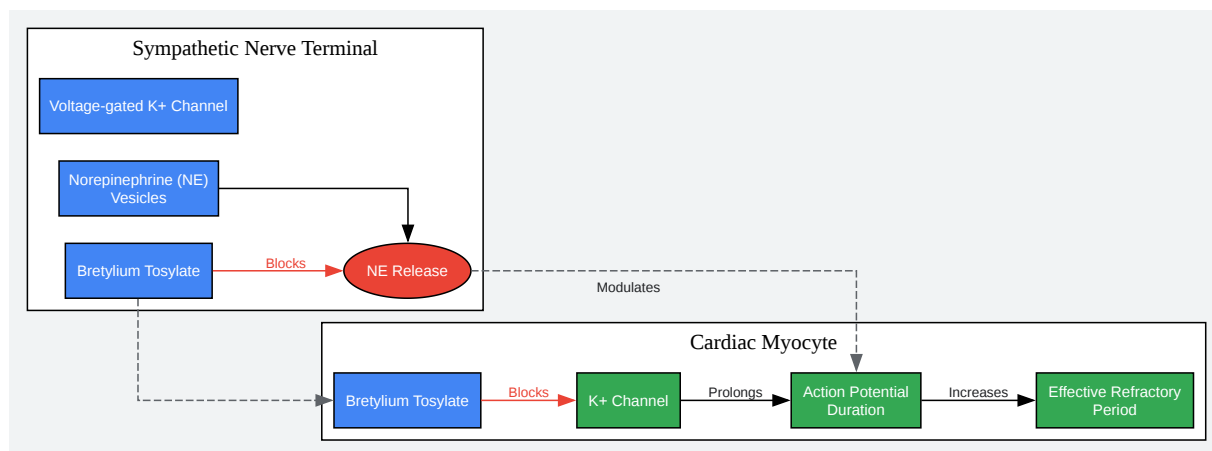 Sympathetic Nerve Terminal
Voltage-gated K+ Channel
Norepinephrine (NE)
Vesicles
Bretylium Tosylate
Blocks
NE Release
Modulates
Cardiac Myocyte
Bretylium Tosylate
Blocks
K+ Channel
Prolongs
Action Potential
Duration
Increases
Effective Refractory
Period